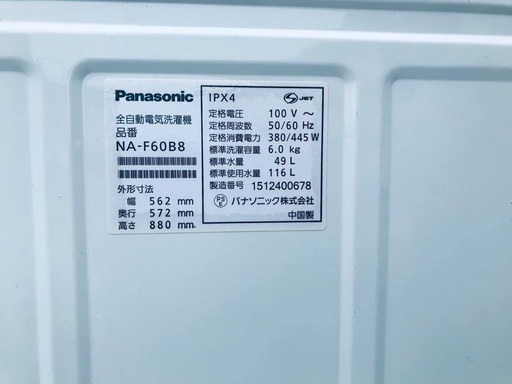 Panasonic
全自動電気洗濯機
品番
NA-F60B8
外形寸法
幅 562 mm
奥行 572 mm
高さ 880 mm
IPX4 S JET
定格電圧 100 V ~
定格周波数 50/60 Hz
定格消費電力 380/445 W
標準洗濯容量 6.0 kg
標準水量 49 L
標準使用水量 116 L
製造番号 1512400678
PS E パナソニック株式会社
中国製